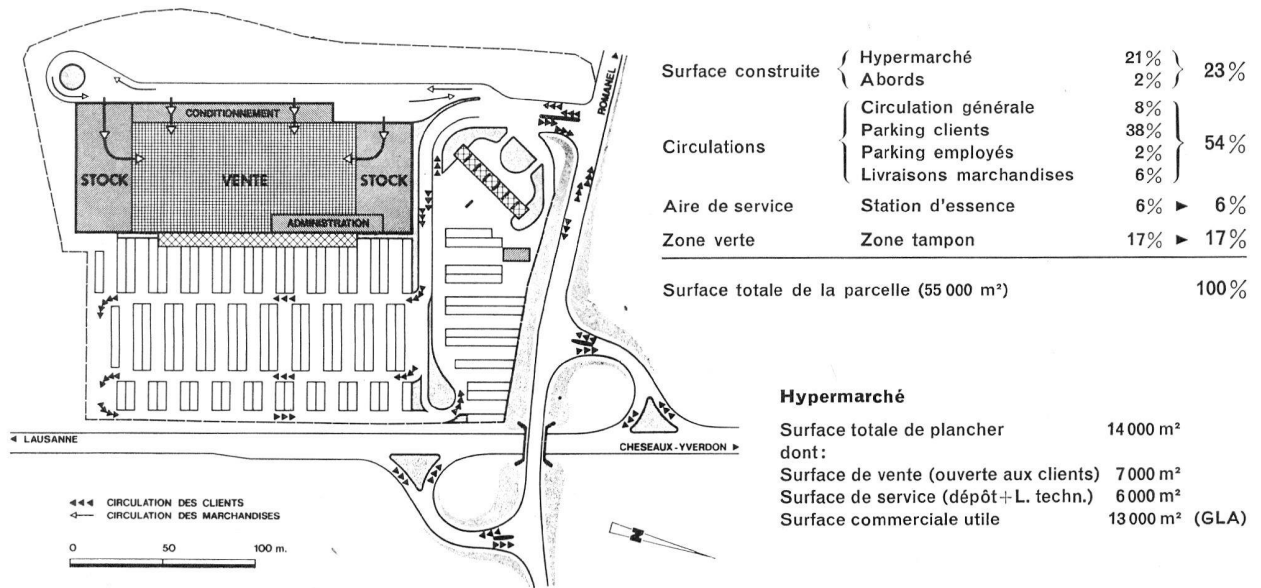 ROMANEL
CONDITIONNEMENT
STOCK
VENTE
STOCK
ADMINISTRATION
LAUSANNE
CHESEAUX-YVERDON
CIRCULATION DES CLIENTS
CIRCULATION DES MARCHANDISES
0 50 100 m.
N
Surface construite { Hypermarché 21% } 23%
Abords 2%
Circulations { Circulation générale 8% } 54%
Parking clients 38%
Parking employés 2%
Livraisons marchandises 6%
Aire de service Station d'essence 6% ► 6%
Zone verte Zone tampon 17% ► 17%
Surface totale de la parcelle (55 000 m²) 100%
Hypermarché
Surface totale de plancher 14 000 m²
dont:
Surface de vente (ouverte aux clients) 7 000 m²
Surface de service (dépôt+L. techn.) 6 000 m²
Surface commerciale utile 13 000 m² (GLA)